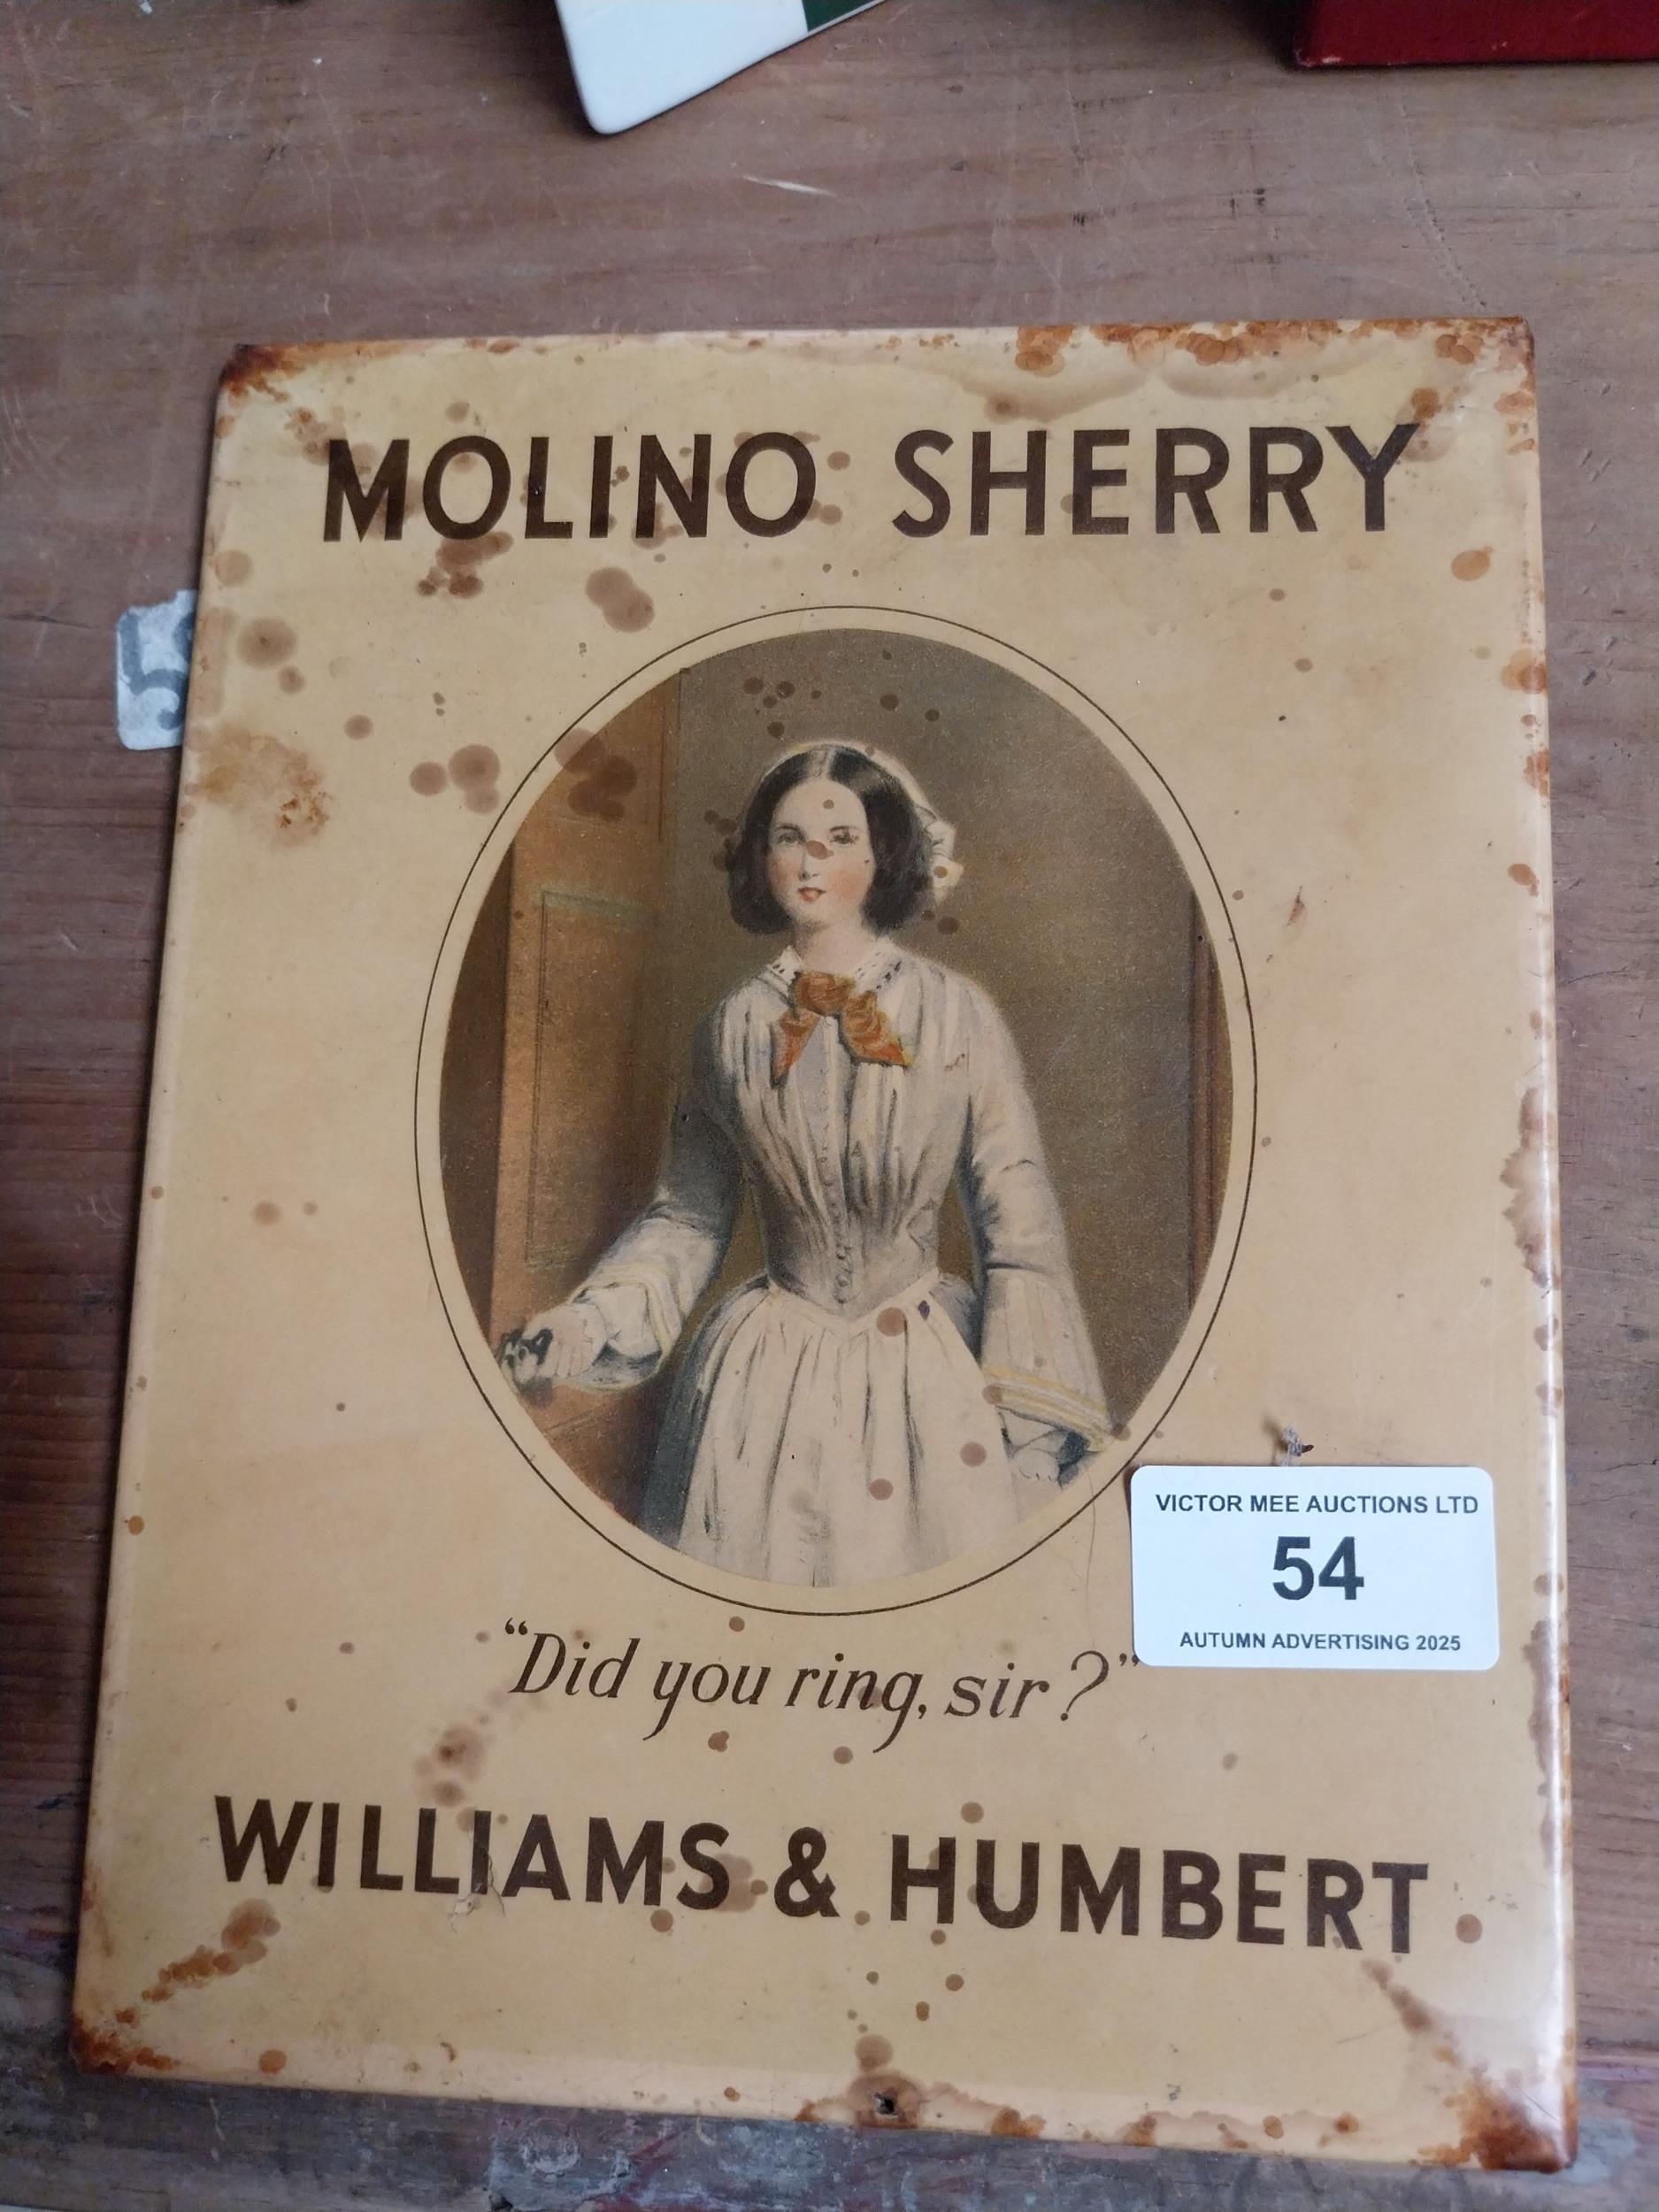 MOLINO SHERRY
"Did you ring, sir?"
WILLIAMS & HUMBERT
VICTOR MEE AUCTIONS LTD
54
AUTUMN ADVERTISING 2025